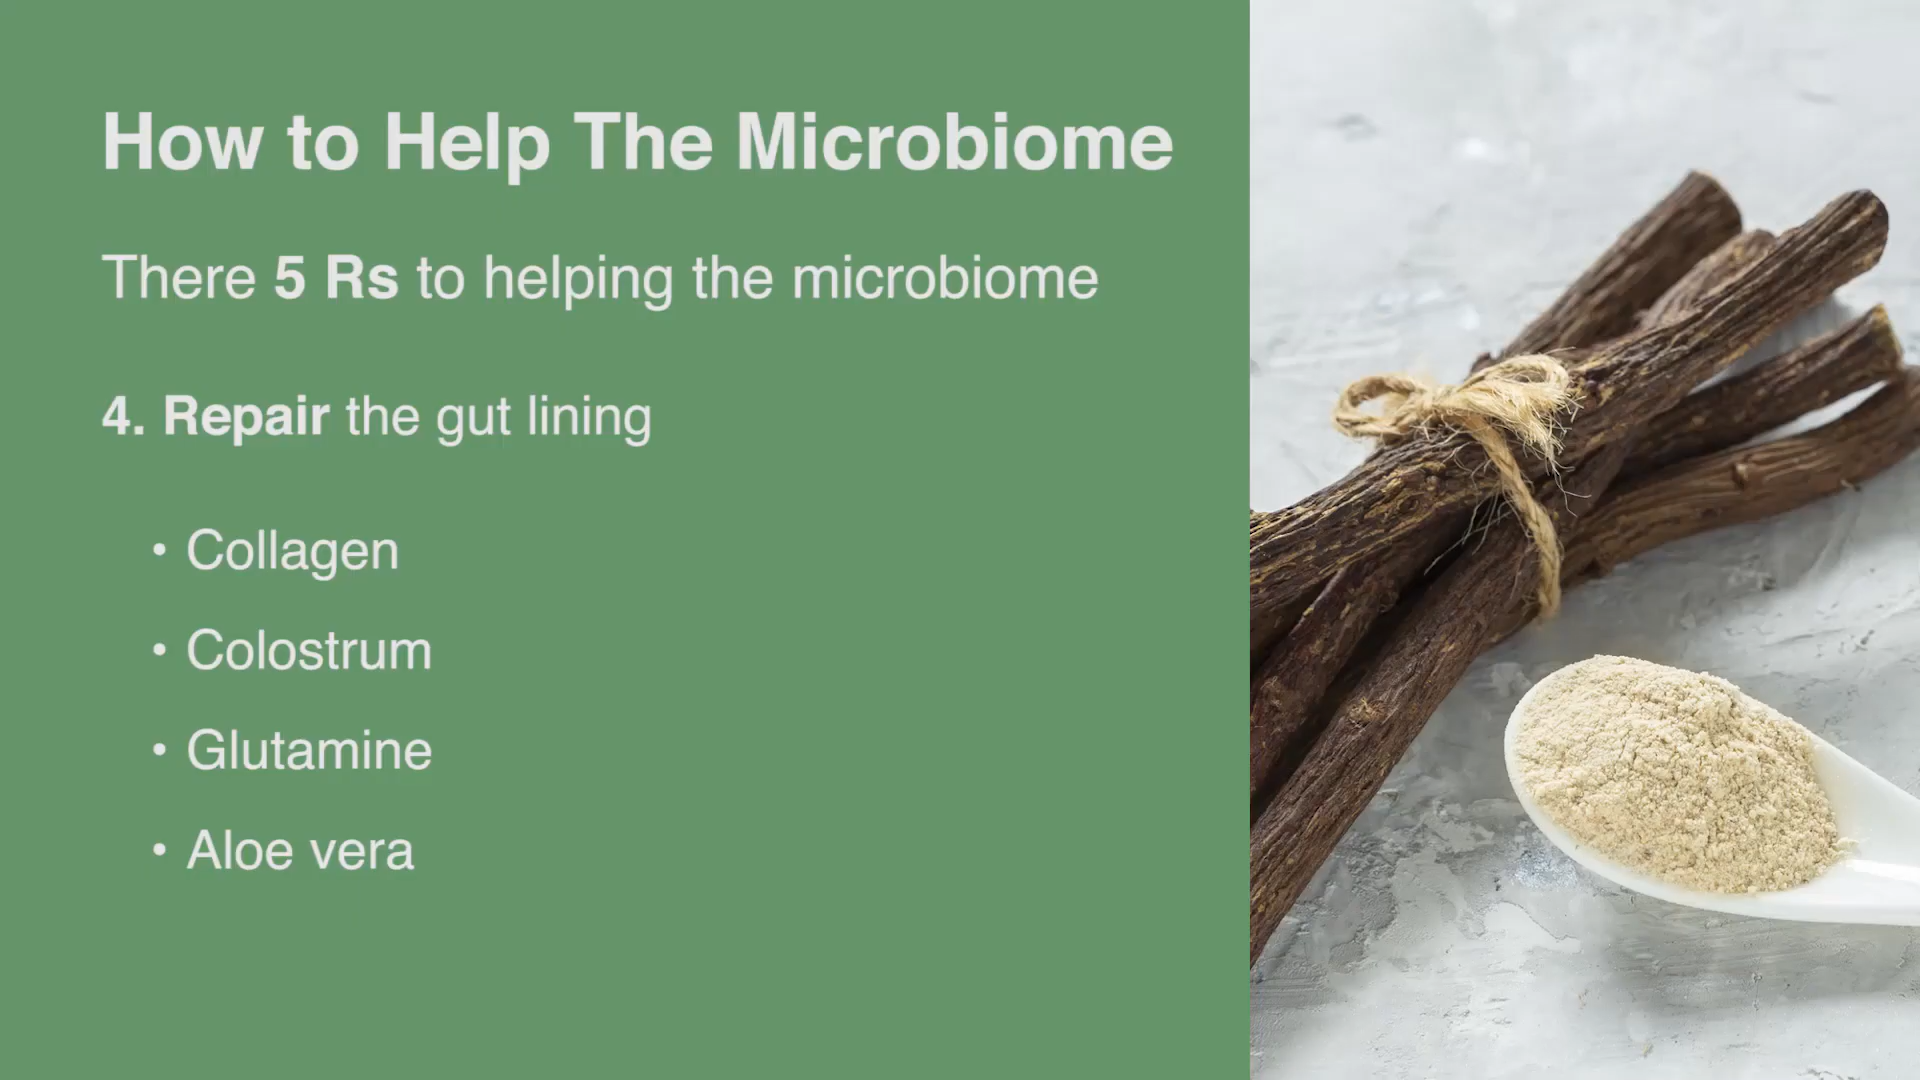 How to Help The Microbiome
There 5 Rs to helping the microbiome
4. Repair the gut lining
• Collagen
• Colostrum
• Glutamine
• Aloe vera